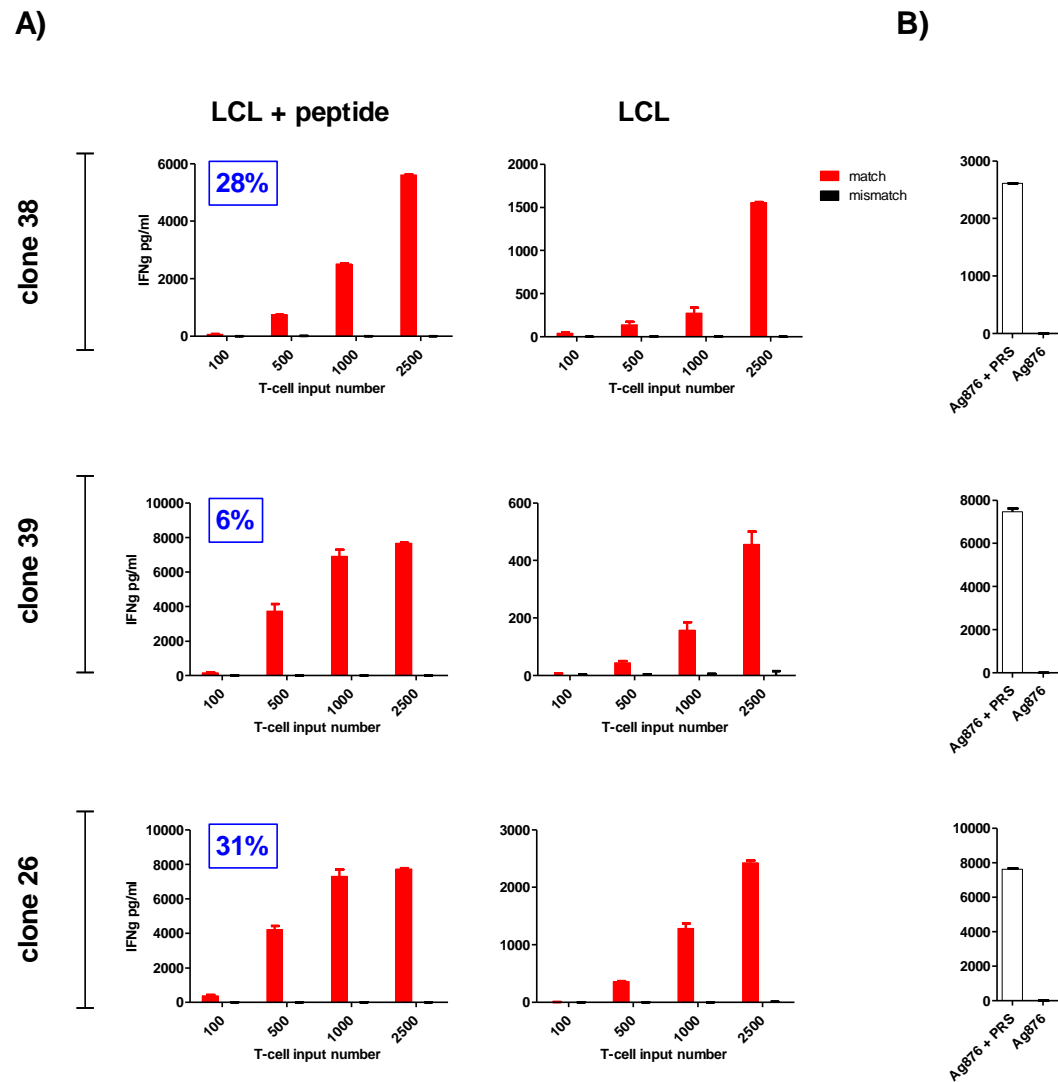 A)
B)
LCL + peptide
LCL
clone 38
28%
IFNg pg/ml
6000
4000
2000
0
100
500
1000
2500
T-cell input number
2000
1500
1000
500
0
100
500
1000
2500
T-cell input number
match
mismatch
3000
2000
1000
0
Ag876 + PRS
Ag876
clone 39
6%
IFNg pg/ml
10000
8000
6000
4000
2000
0
100
500
1000
2500
T-cell input number
600
400
200
0
100
500
1000
2500
T-cell input number
8000
6000
4000
2000
0
Ag876 + PRS
Ag876
clone 26
31%
IFNg pg/ml
10000
8000
6000
4000
2000
0
100
500
1000
2500
T-cell input number
3000
2000
1000
0
100
500
1000
2500
T-cell input number
10000
8000
6000
4000
2000
0
Ag876 + PRS
Ag876